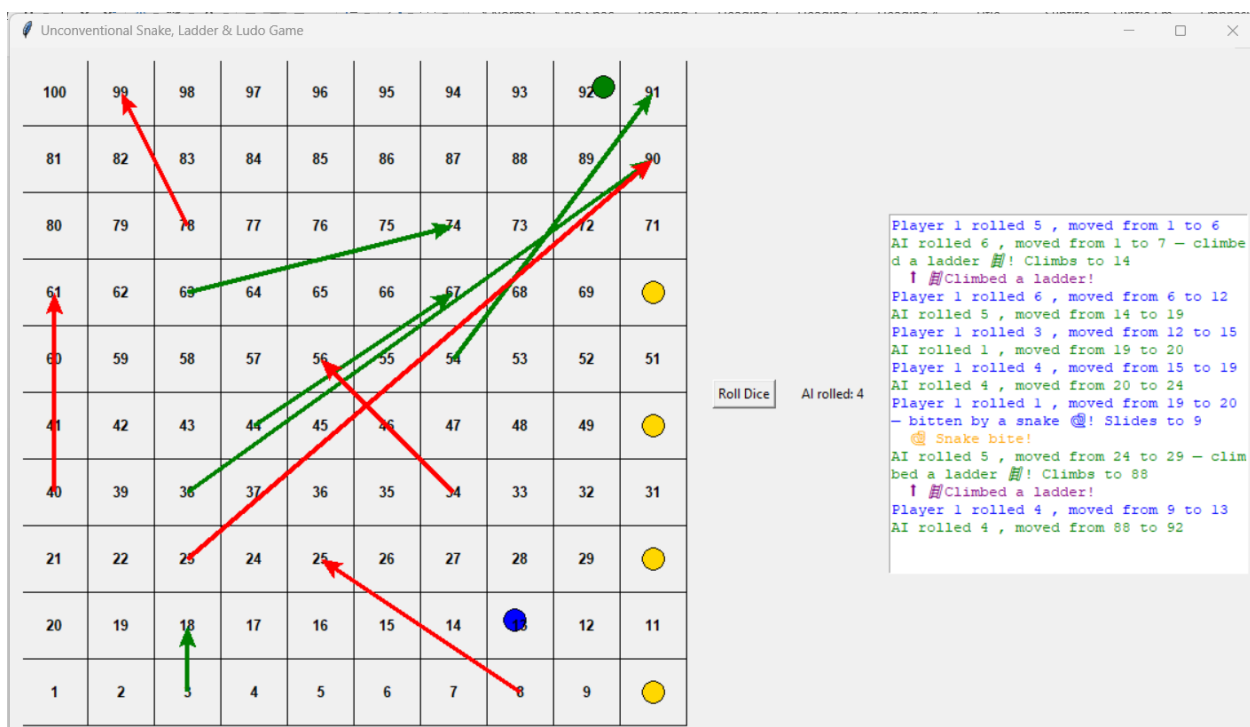 Unconventional Snake, Ladder & Ludo Game
100 99 98 97 96 95 94 93 92 91
81 82 83 84 85 86 87 88 89 90
80 79 78 77 76 75 74 73 72 71
61 62 63 64 65 66 67 68 69
60 59 58 57 56 55 54 53 52 51
41 42 43 44 45 46 47 48 49
40 39 38 37 36 35 34 33 32 31
21 22 23 24 25 26 27 28 29
20 19 18 17 16 15 14 13 12 11
1 2 3 4 5 6 7 8 9
Roll Dice
AI rolled: 4
Player 1 rolled 5 , moved from 1 to 6
AI rolled 6 , moved from 1 to 7 — climbe
d a ladder 🪜! Climbs to 14
⬆ 🪜Climbed a ladder!
Player 1 rolled 6 , moved from 6 to 12
AI rolled 5 , moved from 14 to 19
Player 1 rolled 3 , moved from 12 to 15
AI rolled 1 , moved from 19 to 20
Player 1 rolled 4 , moved from 15 to 19
AI rolled 4 , moved from 20 to 24
Player 1 rolled 1 , moved from 19 to 20
— bitten by a snake 🐍! Slides to 9
🐍 Snake bite!
AI rolled 5 , moved from 24 to 29 — clim
bed a ladder 🪜! Climbs to 88
⬆ 🪜Climbed a ladder!
Player 1 rolled 4 , moved from 9 to 13
AI rolled 4 , moved from 88 to 92